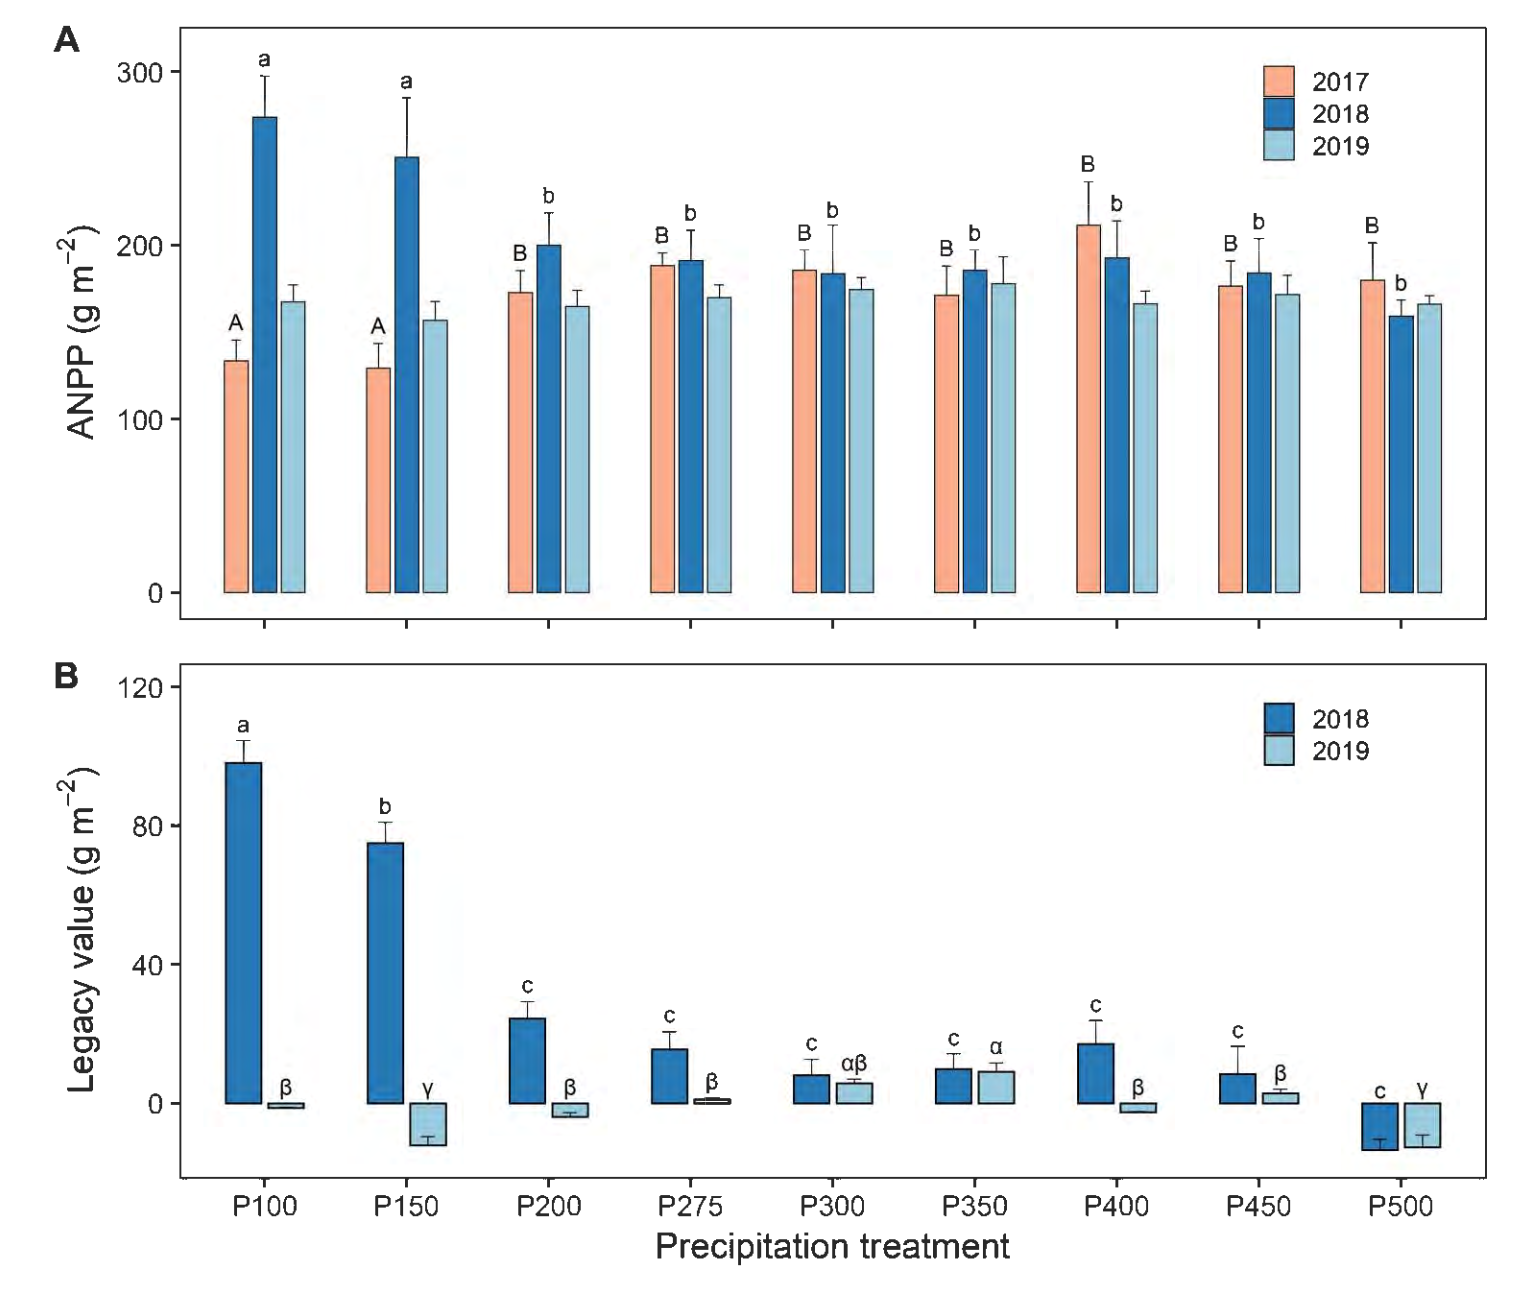 A
ANPP (g m−2)
300
200
100
0
2017
2018
2019
A a
A a
B b
B b
B b
B b
B b
B b
B b
B
Legacy value (g m−2)
120
80
40
0
2018
2019
a β
b γ
c β
c β
c αβ
c α
c β
c β
c γ
P100 P150 P200 P275 P300 P350 P400 P450 P500
Precipitation treatment